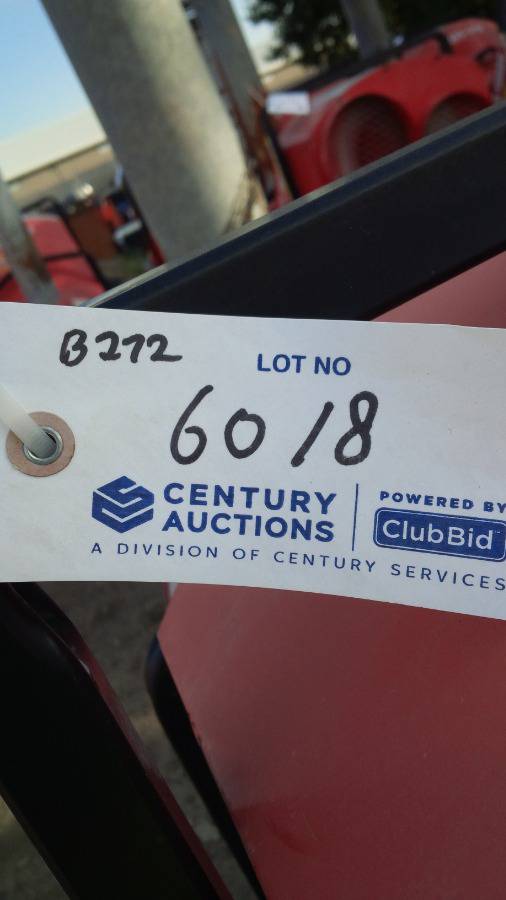 B272
LOT NO
6018
CENTURY AUCTIONS
POWERED BY
ClubBid
A DIVISION OF CENTURY SERVICES